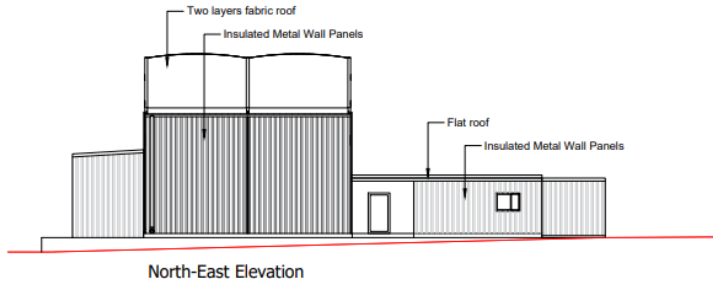 Two layers fabric roof
Insulated Metal Wall Panels
Flat roof
Insulated Metal Wall Panels
North-East Elevation